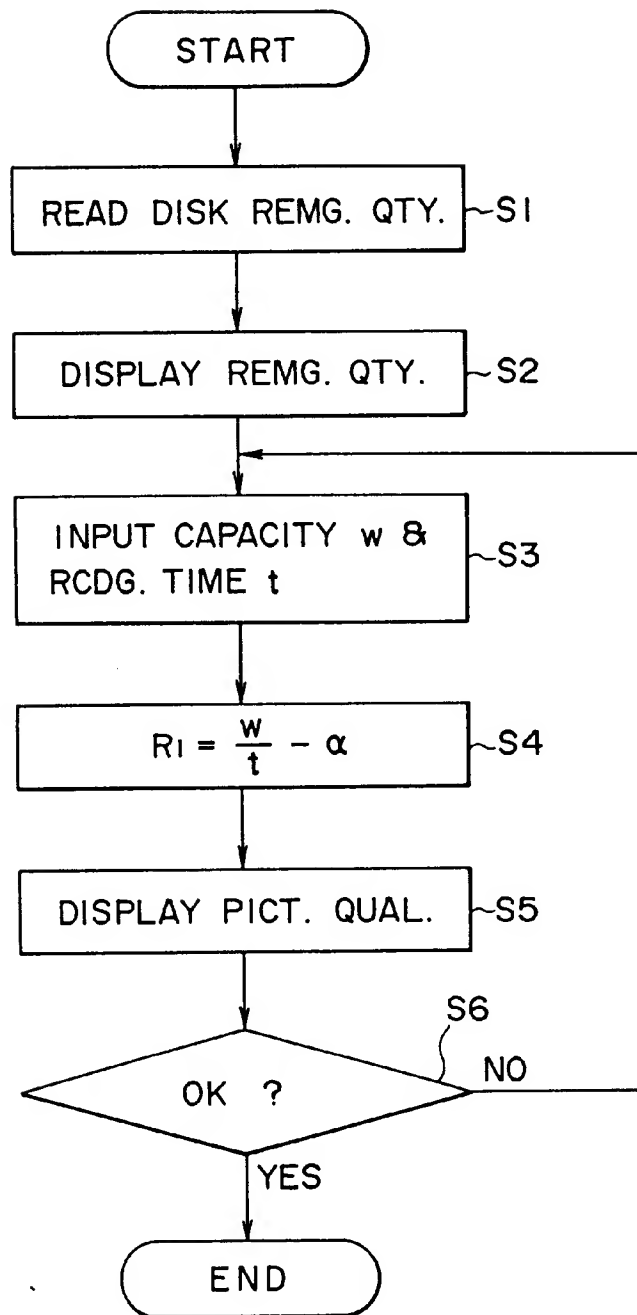 START
READ DISK REMG. QTY.
S1
DISPLAY REMG. QTY.
S2
INPUT CAPACITY w &
RCDG. TIME t
S3
R1 = w/t - α
S4
DISPLAY PICT. QUAL.
S5
S6
OK ?
NO
YES
END